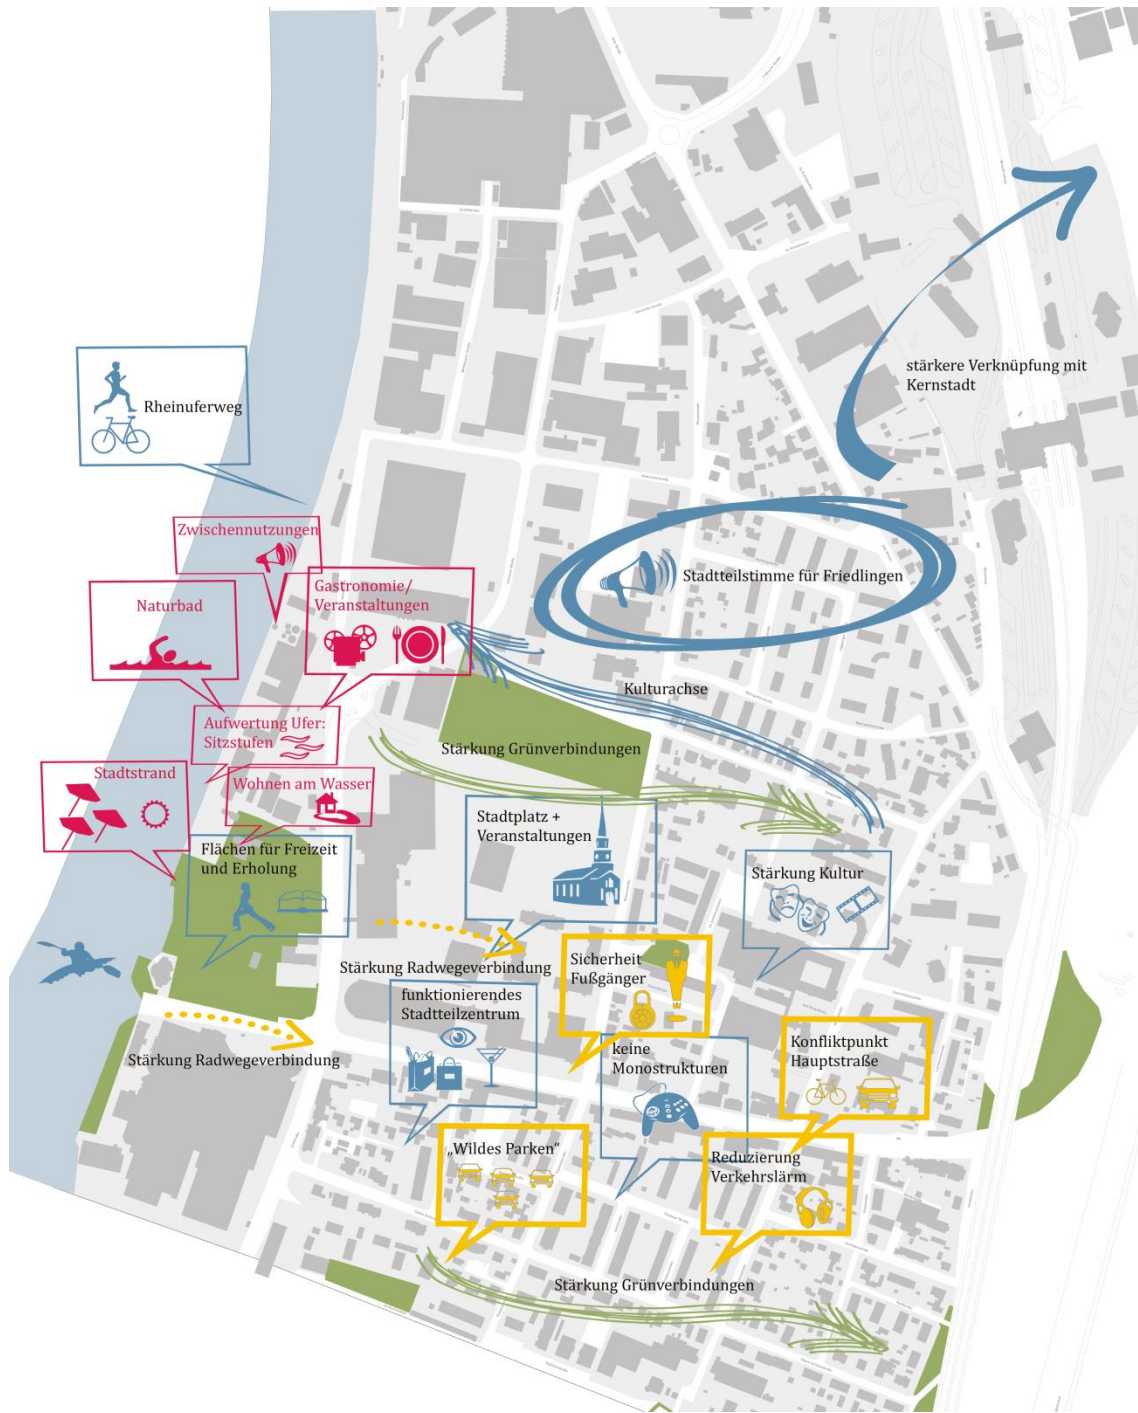 stärkere Verknüpfung mit
Kernstadt
Rheinuferweg
Zwischennutzungen
Gastronomie/
Veranstaltungen
Naturbad
Stadtteilstimme für Friedlingen
Kulturachse
Aufwertung Ufer:
Sitzstufen
Stärkung Grünverbindungen
Stadtstrand
Wohnen am Wasser
Stadtplatz +
Veranstaltungen
Flächen für Freizeit
und Erholung
Stärkung Kultur
Stärkung Radwegeverbindung
Sicherheit
Fußgänger
funktionierendes
Stadtteilzentrum
Stärkung Radwegeverbindung
keine
Monostrukturen
Konfliktpunkt
Hauptstraße
„Wildes Parken“
Reduzierung
Verkehrslärm
Stärkung Grünverbindungen